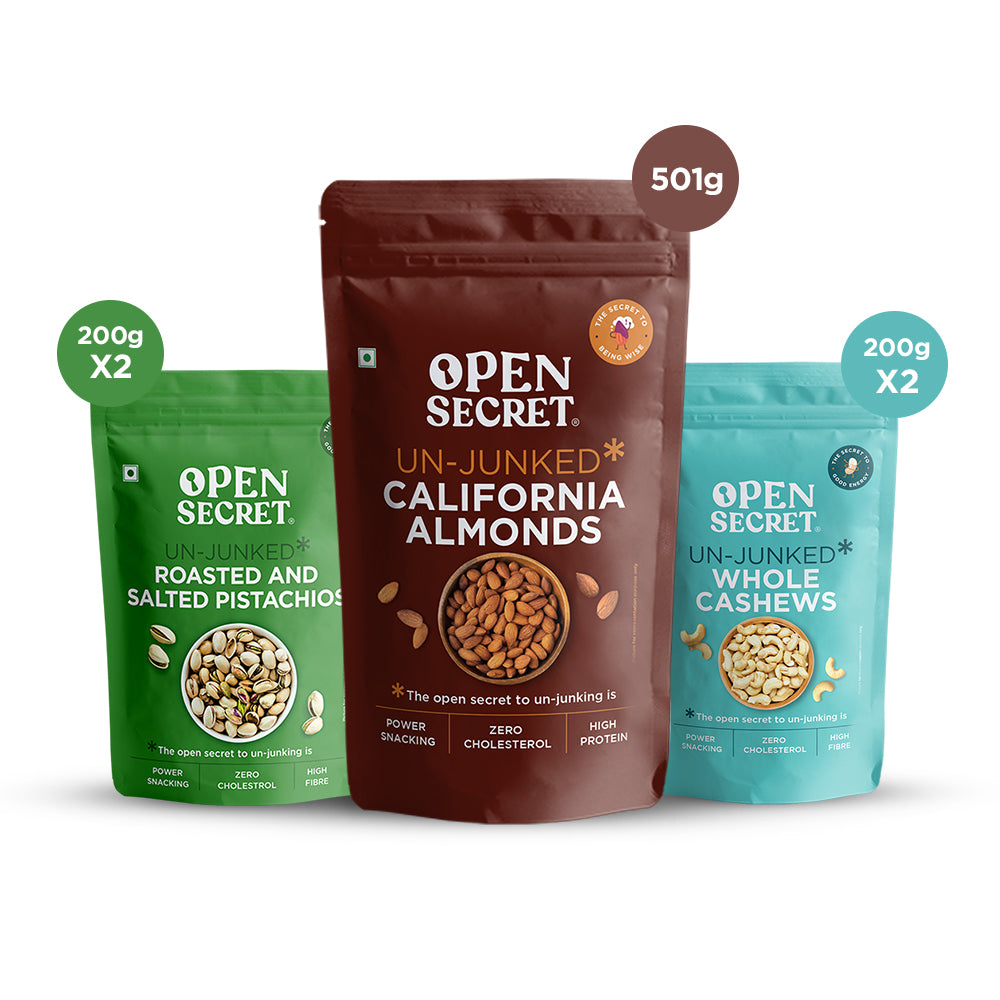 501g
THE SECRET TO
BEING WISE
OPEN
SECRET®
UN-JUNKED*
CALIFORNIA
ALMONDS
*The open secret to un-junking is
POWER
SNACKING
ZERO
CHOLESTEROL
HIGH
PROTEIN
200g
X2
OPEN
SECRET®
UN-JUNKED*
ROASTED AND
SALTED PISTACHIOS
*The open secret to un-junking is
POWER
SNACKING
ZERO
CHOLESTROL
HIGH
FIBRE
200g
X2
THE SECRET TO
GOOD ENERGY
OPEN
SECRET®
UN-JUNKED*
WHOLE
CASHEWS
*The open secret to un-junking is
POWER
SNACKING
ZERO
CHOLESTEROL
HIGH
FIBRE